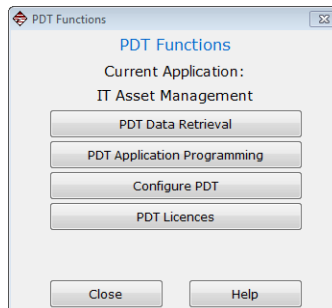 PDT Functions
PDT Functions
Current Application:
IT Asset Management
PDT Data Retrieval
PDT Application Programming
Configure PDT
PDT Licences
Close Help